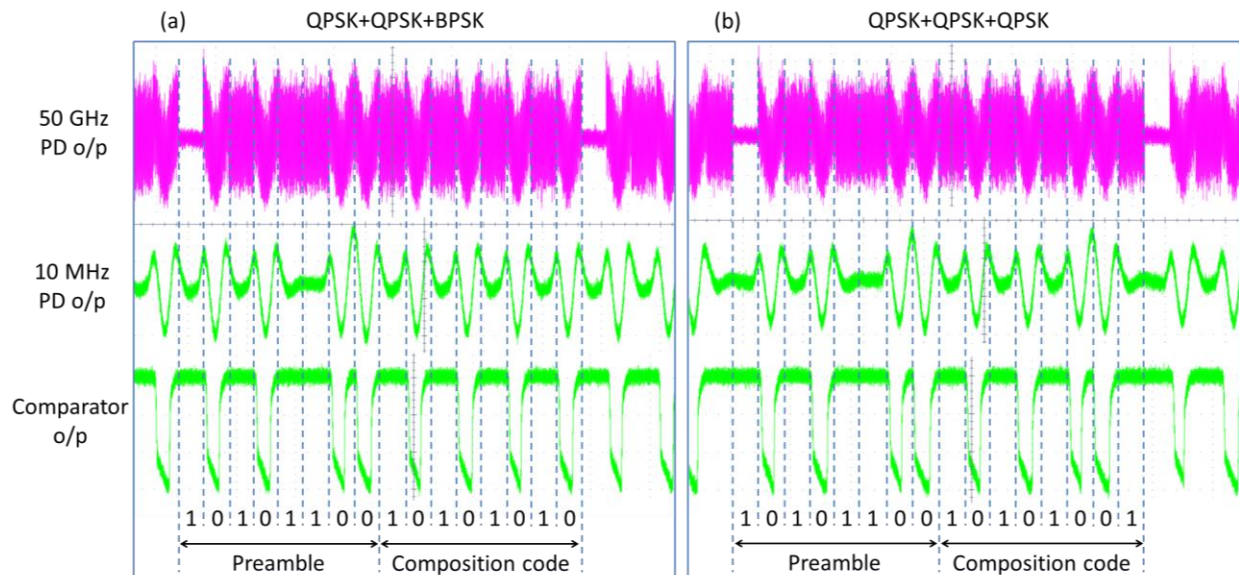 (a) QPSK+QPSK+BPSK
(b) QPSK+QPSK+QPSK
50 GHz
PD o/p
10 MHz
PD o/p
Comparator
o/p
1 0 1 0 1 1 0 0 1 0 1 0 1 0 1 0
Preamble Composition code
1 0 1 0 1 1 0 0 1 0 1 0 1 0 0 1
Preamble Composition code